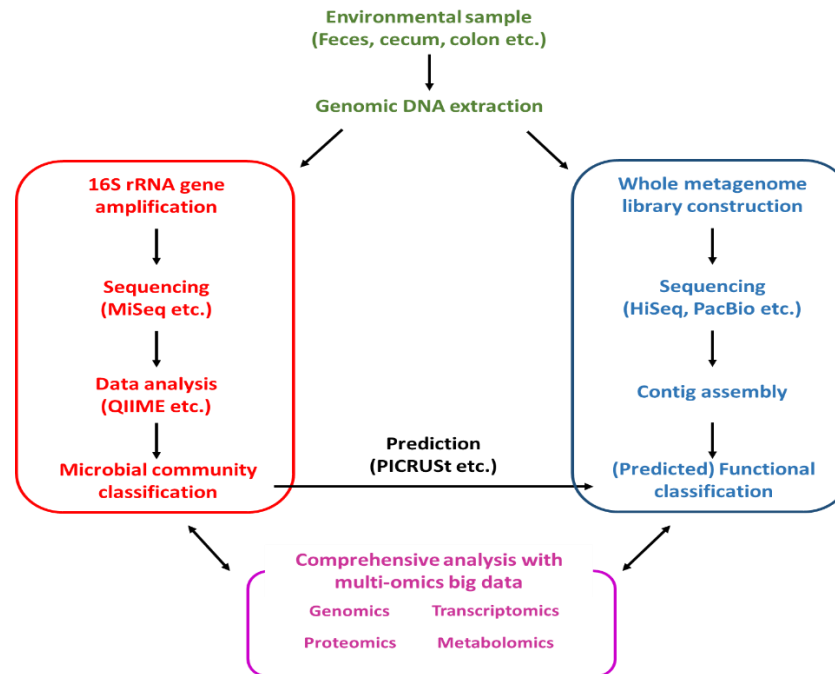 Environmental sample
(Feces, cecum, colon etc.)
Genomic DNA extraction
16S rRNA gene
amplification
Sequencing
(MiSeq etc.)
Data analysis
(QIIME etc.)
Microbial community
classification
Prediction
(PICRUSt etc.)
Whole metagenome
library construction
Sequencing
(HiSeq, PacBio etc.)
Contig assembly
(Predicted) Functional
classification
Comprehensive analysis with
multi-omics big data
Genomics Transcriptomics
Proteomics Metabolomics